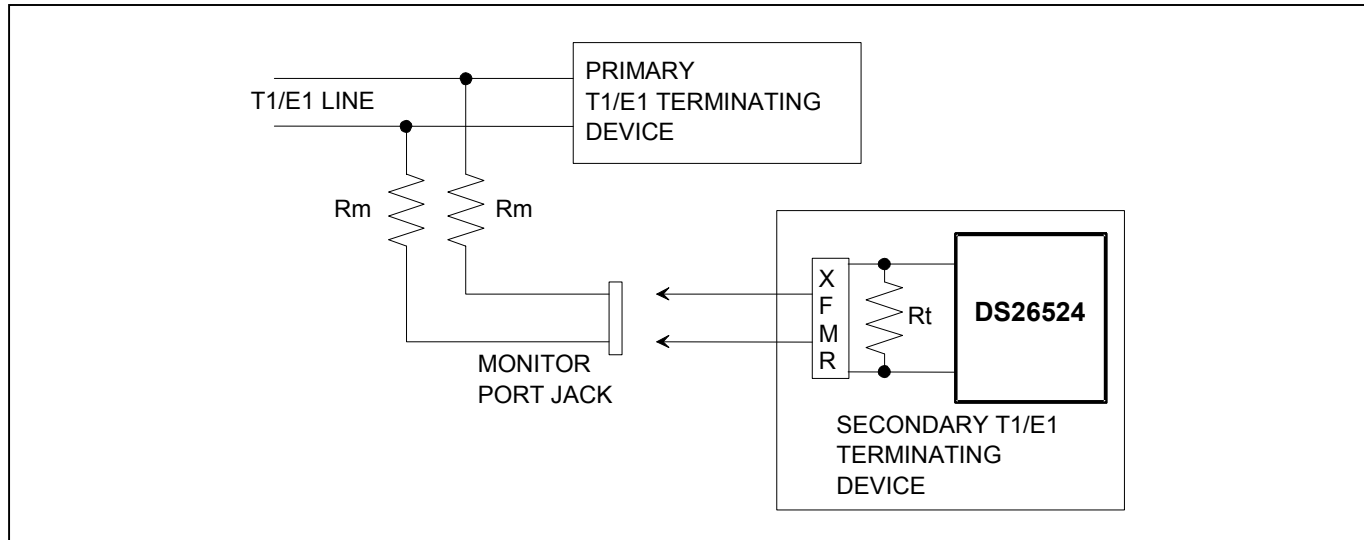 PRIMARY
T1/E1 TERMINATING
DEVICE
T1/E1 LINE
Rm
Rm
X
F
M
R
Rt
DS26524
MONITOR
PORT JACK
SECONDARY T1/E1
TERMINATING
DEVICE